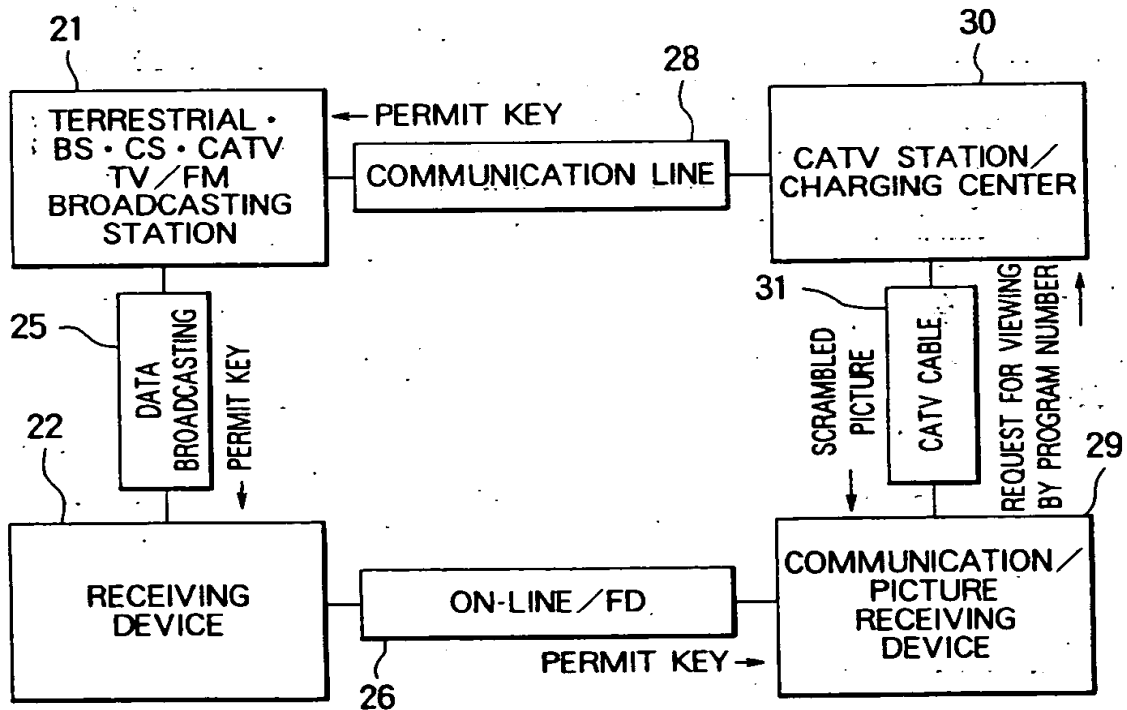 21
30
28
TERRESTRIAL・
BS・CS・CATV
TV/FM
BROADCASTING
STATION
←PERMIT KEY
COMMUNICATION LINE
CATV STATION/
CHARGING CENTER
25
DATA
BROADCASTING
PERMIT KEY
↓
31
SCRAMBLED
PICTURE
↓
CATV CABLE
REQUEST FOR VIEWING
BY PROGRAM NUMBER
↑
22
29
RECEIVING
DEVICE
ON-LINE/FD
26
PERMIT KEY→
COMMUNICATION/
PICTURE
RECEIVING
DEVICE